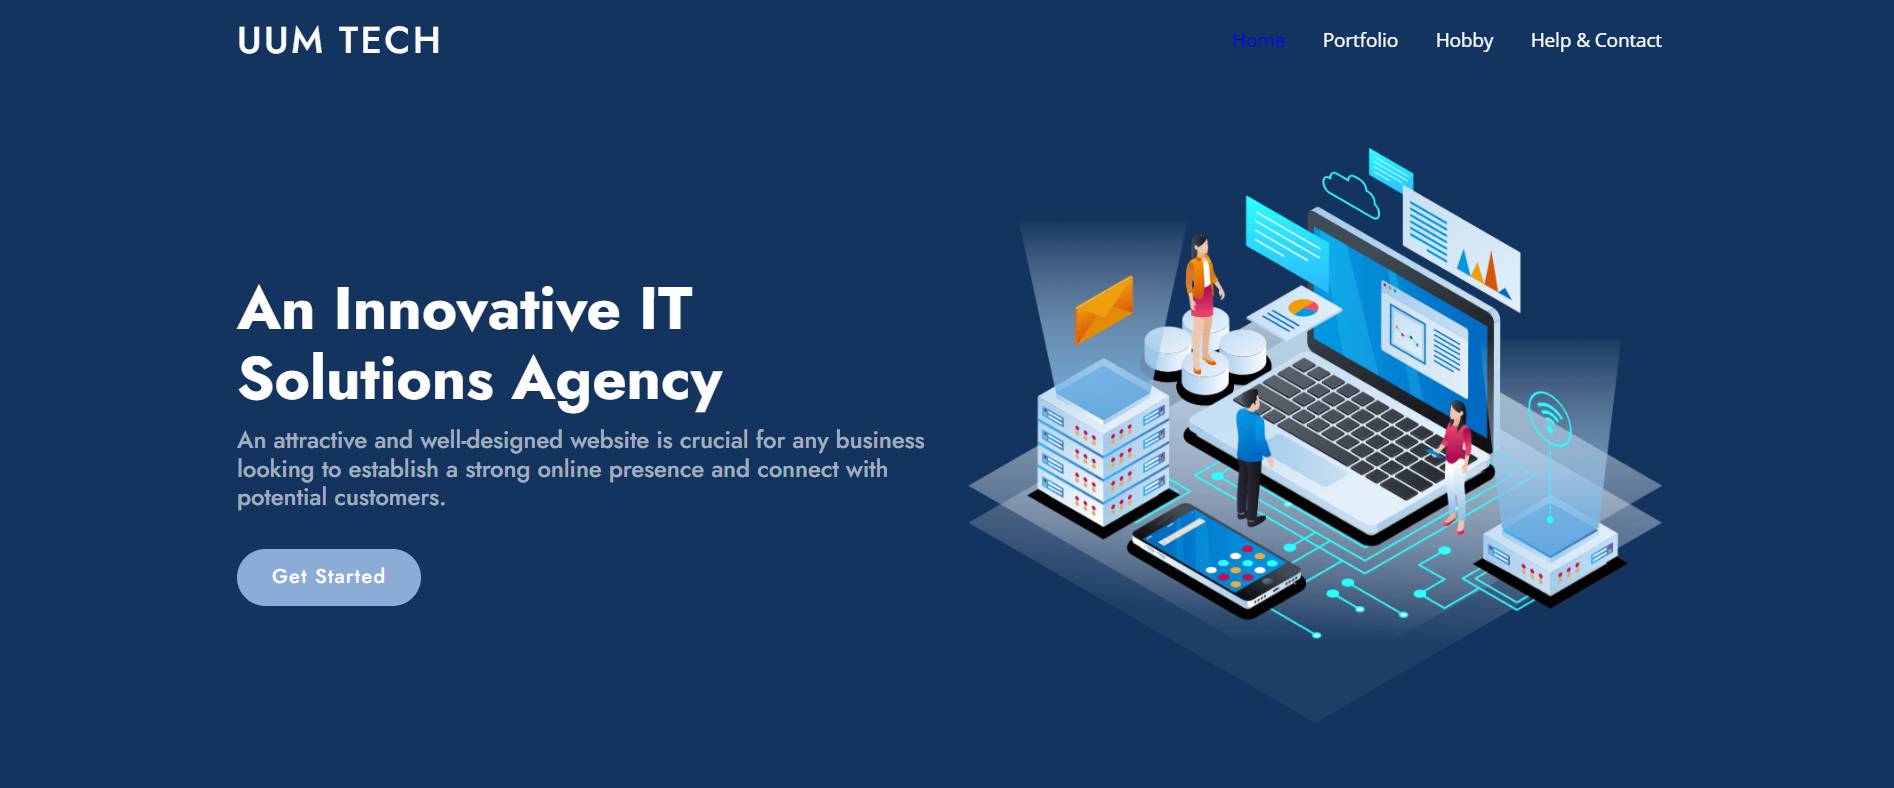 UUM TECH
Home Portfolio Hobby Help & Contact
An Innovative IT
Solutions Agency
An attractive and well-designed website is crucial for any business
looking to establish a strong online presence and connect with
potential customers.
Get Started